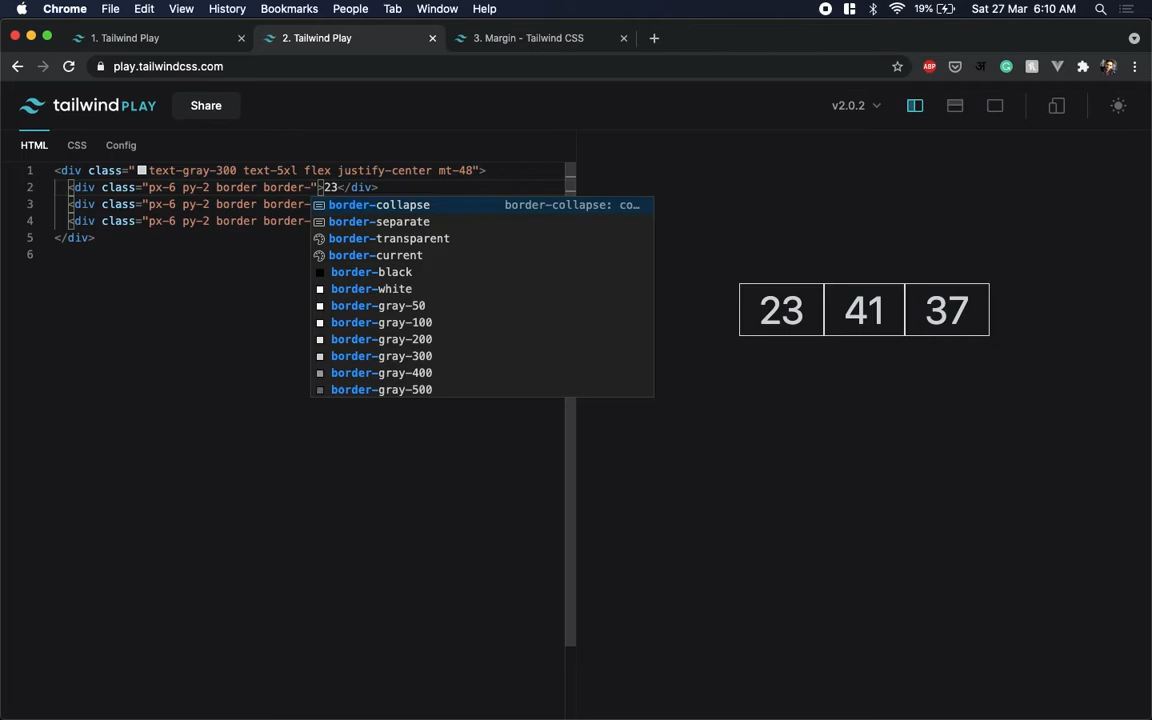 Chrome File Edit View History Bookmarks People Tab Window Help 19% Sat 27 Mar 6:10 AM
1. Tailwind Play 2. Tailwind Play 3. Margin - Tailwind CSS
play.tailwindcss.com ABP
tailwind PLAY Share v2.0.2
HTML CSS Config
1 <div class="text-gray-300 text-5xl flex justify-center mt-48">
2 <div class="px-6 py-2 border border-">23</div>
3 <div class="px-6 py-2 border border-
4 <div class="px-6 py-2 border border-
5 </div>
6
border-collapse border-collapse: co…
border-separate
border-transparent
border-current
border-black
border-white
border-gray-50
border-gray-100
border-gray-200
border-gray-300
border-gray-400
border-gray-500
23 41 37